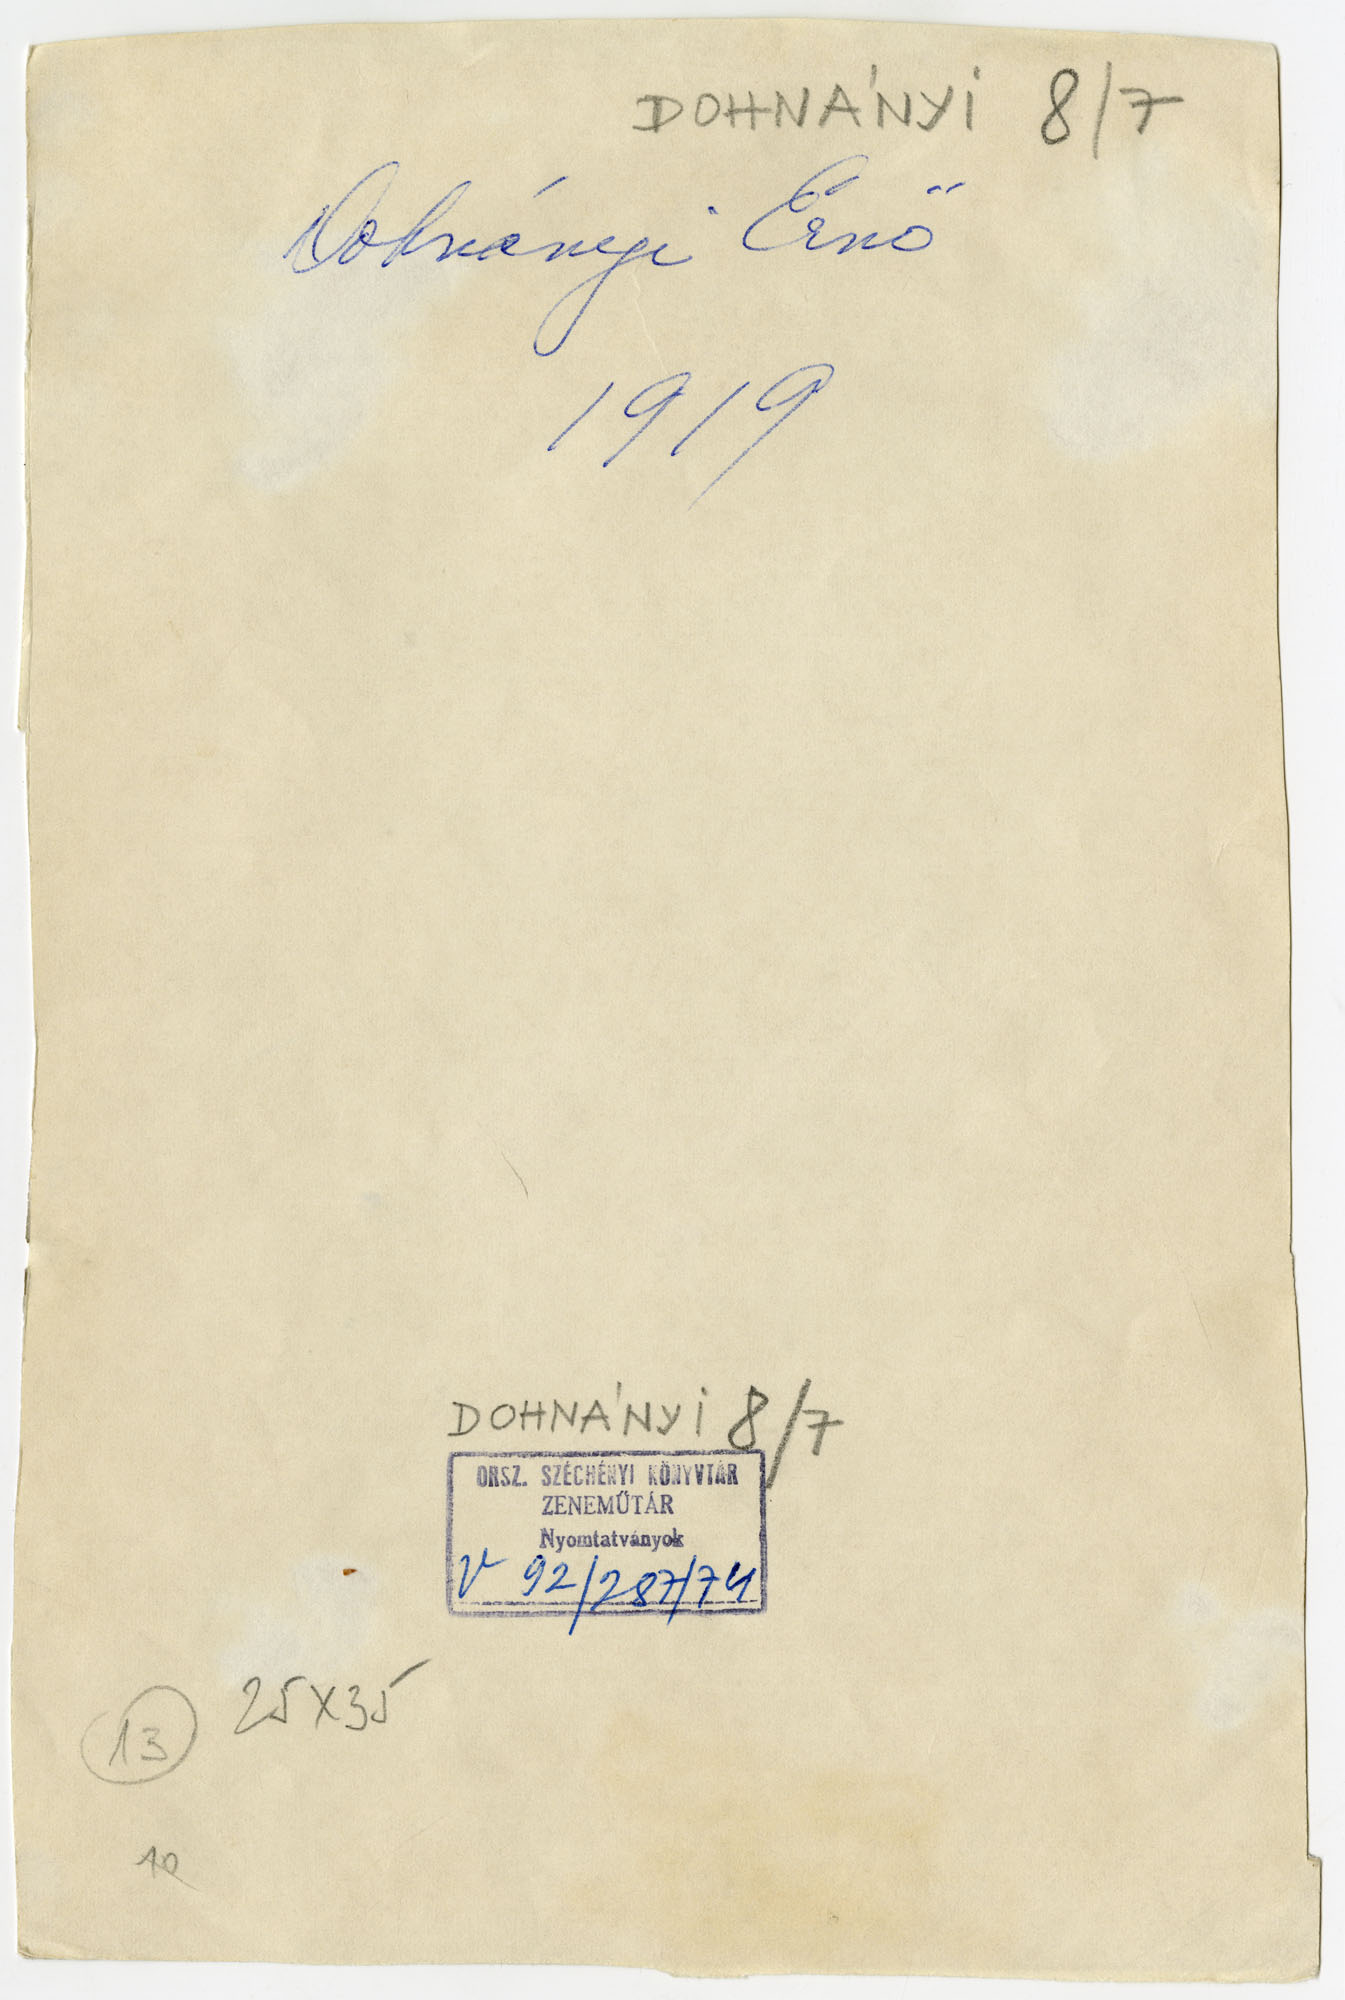 DOHNÁNYI 8/7
Dohnányi Ernő
1919
DOHNÁNYI 8/7
ORSZ. SZÉCHÉNYI KÖNYVTÁR
ZENEMŰTÁR
Nyomtatványok
V 92/287/74
25X35
13
10